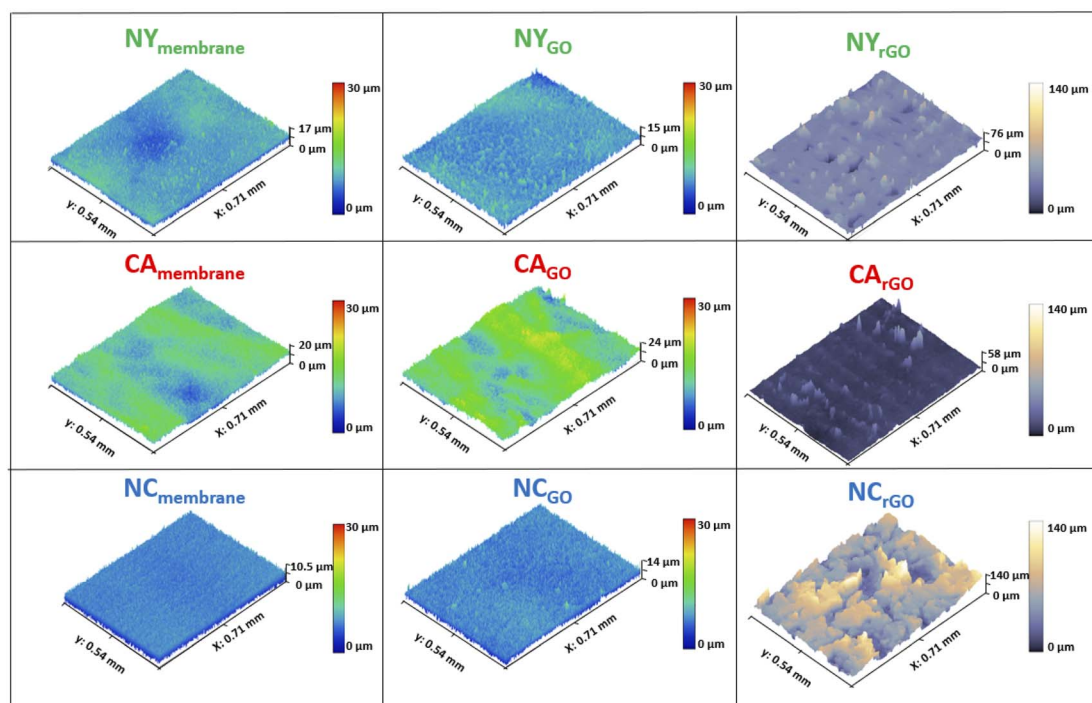 NYmembrane
30 µm
17 µm
0 µm
0 µm
y: 0.54 mm
X: 0.71 mm
NYGO
30 µm
15 µm
0 µm
0 µm
y: 0.54 mm
X: 0.71 mm
NYrGO
140 µm
76 µm
0 µm
0 µm
y: 0.54 mm
X: 0.71 mm
CAmembrane
30 µm
20 µm
0 µm
0 µm
y: 0.54 mm
X: 0.71 mm
CAGO
30 µm
24 µm
0 µm
0 µm
y: 0.54 mm
X: 0.71 mm
CArGO
140 µm
58 µm
0 µm
0 µm
y: 0.54 mm
X: 0.71 mm
NCmembrane
30 µm
10.5 µm
0 µm
0 µm
y: 0.54 mm
X: 0.71 mm
NCGO
30 µm
14 µm
0 µm
0 µm
y: 0.54 mm
X: 0.71 mm
NCrGO
140 µm
140 µm
0 µm
0 µm
y: 0.54 mm
X: 0.71 mm